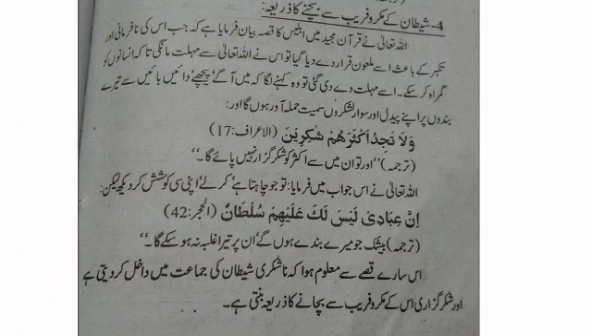 4- شیطان کے مکر و فریب سے بچنے کا ذریعہ:
اللہ تعالیٰ نے قرآن مجید میں ابلیس کا قصہ بیان فرمایا ہے کہ جب اس کی نافرمانی اور
تکبر کے باعث اسے ملعون قرار دے دیا گیا تو اس نے اللہ تعالیٰ سے مہلت مانگی تاکہ انسانوں کو
گمراہ کر سکے۔ اسے مہلت دے دی گئی تو وہ کہنے لگا کہ میں آگے' پیچھے' دائیں بائیں سے تیرے
بندوں پر اپنے پیدل اور سوار لشکروں سمیت حملہ آور ہوں گا اور:
وَلَا تَجِدُ اَكْثَرَهُمْ شٰكِرِيْنَ (الاعراف:17)
(ترجمہ) ''اور تو ان میں سے اکثر کو شکر گزار نہیں پائے گا۔''
اللہ تعالیٰ نے اس جواب میں فرمایا: تو جو چاہتا ہے' کر لے' اپنی سی کوشش کر دیکھ لیکن:
اِنَّ عِبَادِىْ لَيْسَ لَكَ عَلَيْهِمْ سُلْطَانٌ (الحجر:42)
(ترجمہ) بیشک جو میرے بندے ہوں گے' ان پر تیرا غلبہ نہ ہو سکے گا۔''
اس سارے قصے سے معلوم ہوا کہ ناشکری شیطان کی جماعت میں داخل کر دیتی ہے
اور شکر گزاری اس کے مکر و فریب سے بچانے کا ذریعہ بنتی ہے۔